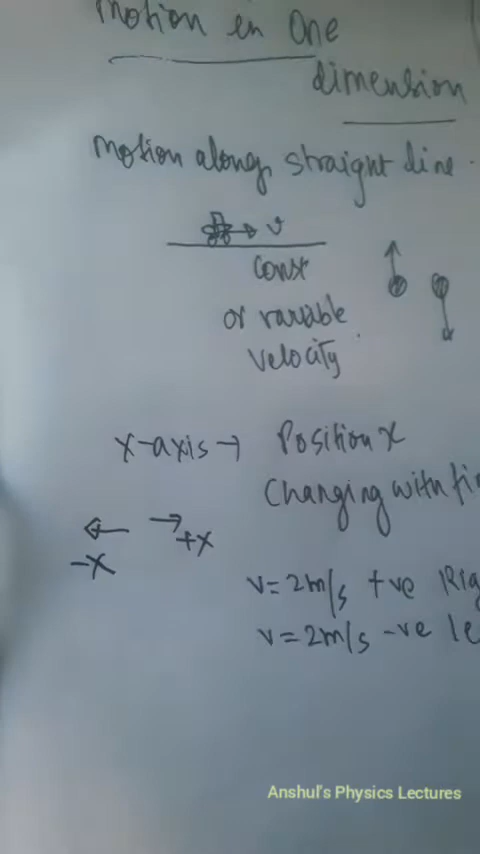 Motion in One
dimension
Motion along straight line.
v
Const
or variable
velocity
x-axis → Position x
Changing with
← → +x
-x
v=2m/s +ve
v=2m/s -ve
Anshul's Physics Lectures